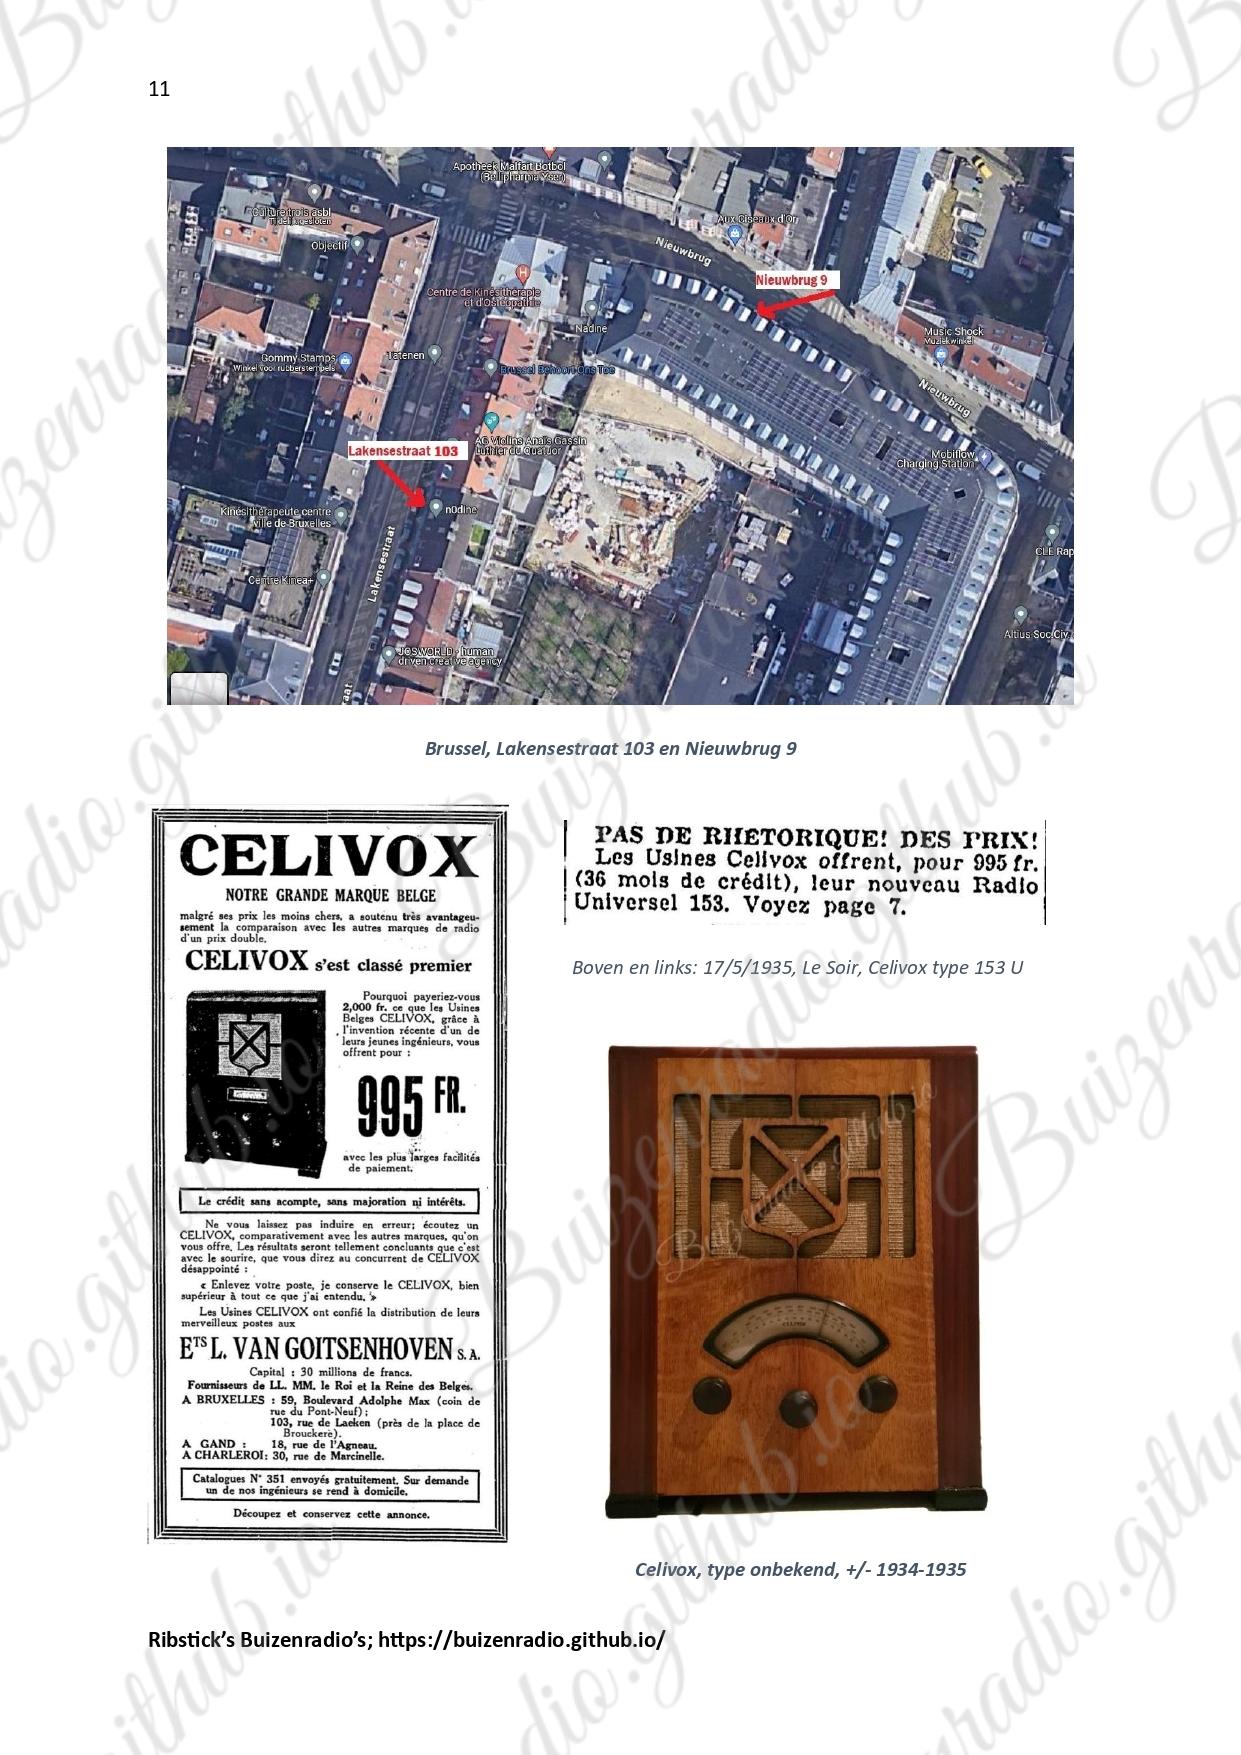 11
Apotheek Malfait Botbol
(Bellipharma Yser)
Culture trois asbl
Tijdelijk gesloten
Objectif
Aux Ciseaux d'Or
Nieuwbrug
Nieuwbrug 9
Centre de Kinésithérapie
et d'Ostéopathie
Nadine
Music Shock
Muziekwinkel
Tatenen
Gommy Stamps
Winkel voor rubberstempels
Brussel Behoort Ons Toe
Nieuwbrug
AG Violins Anaïs Gassin
Luthier du Quatuor
Lakensestraat 103
Mobiflow
Charging Station
Kinésithérapeute centre
ville de Bruxelles
n0dine
CLE Rap
Lakensestraat
Centre Kinea+
Altius Soc.Civ
JOSWORLD - human
driven creative agency
aat
Brussel, Lakensestraat 103 en Nieuwbrug 9
CELIVOX
NOTRE GRANDE MARQUE BELGE
malgré ses prix les moins chers, a soutenu très avantageu-
sement la comparaison avec les autres marques de radio
d'un prix double.
CELIVOX s'est classé premier
Pourquoi payeriez-vous
2,000 fr. ce que les Usines
Belges CELIVOX, grâce à
l'invention récente d'un de
leurs jeunes ingénieurs, vous
offrent pour :
995 FR.
avec les plus larges facilités
de paiement.
Le crédit sans acompte, sans majoration ni intérêts.
Ne vous laissez pas induire en erreur; écoutez un
CELIVOX, comparativement avec les autres marques, qu'on
vous offre. Les résultats seront tellement concluants que c'est
avec le sourire, que vous direz au concurrent de CELIVOX
désappointé :
« Enlevez votre poste, je conserve le CELIVOX, bien
supérieur à tout ce que j'ai entendu. »
Les Usines CELIVOX ont confié la distribution de leurs
merveilleux postes aux
ETS L. VAN GOITSENHOVEN S. A.
Capital : 30 millions de francs.
Fournisseurs de LL. MM. le Roi et la Reine des Belges.
A BRUXELLES : 59, Boulevard Adolphe Max (coin de
rue du Pont-Neuf) ;
103, rue de Laeken (près de la place de
Brouckère).
A GAND : 18, rue de l'Agneau.
A CHARLEROI: 30, rue de Marcinelle.
Catalogues N° 351 envoyés gratuitement. Sur demande
un de nos ingénieurs se rend à domicile.
Découpez et conservez cette annonce.
PAS DE RHETORIQUE! DES PRIX!
Les Usines Celivox offrent, pour 995 fr.
(36 mois de crédit), leur nouveau Radio
Universel 153. Voyez page 7.
Boven en links: 17/5/1935, Le Soir, Celivox type 153 U
Buizenradio.github.io
CELIVOX
Celivox, type onbekend, +/- 1934-1935
Ribstick's Buizenradio's; https://buizenradio.github.io/